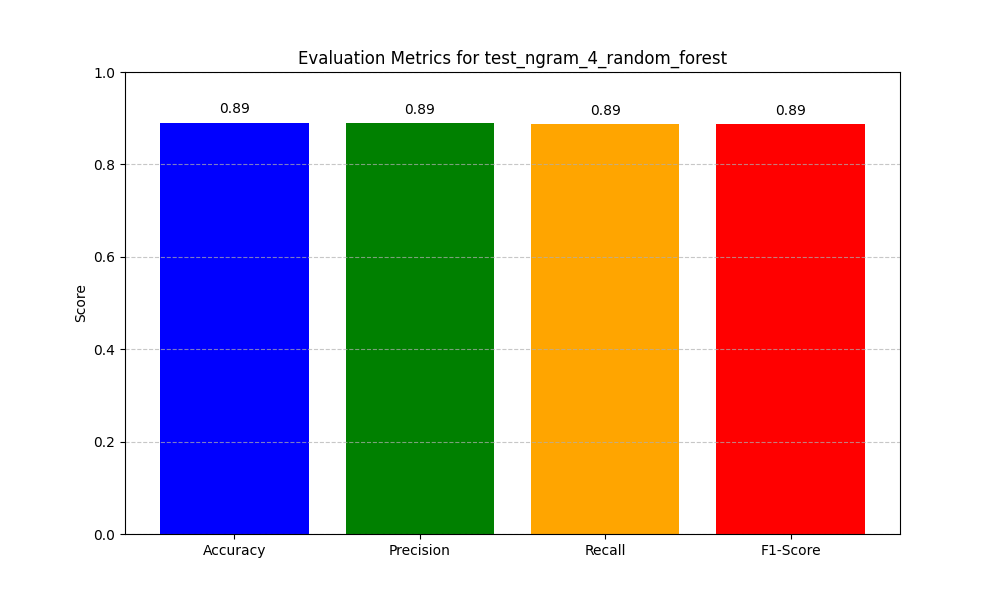 Evaluation Metrics for test_ngram_4_random_forest
1.0
0.8
0.6
0.4
0.2
0.0
Score
0.89 0.89 0.89 0.89
Accuracy Precision Recall F1-Score